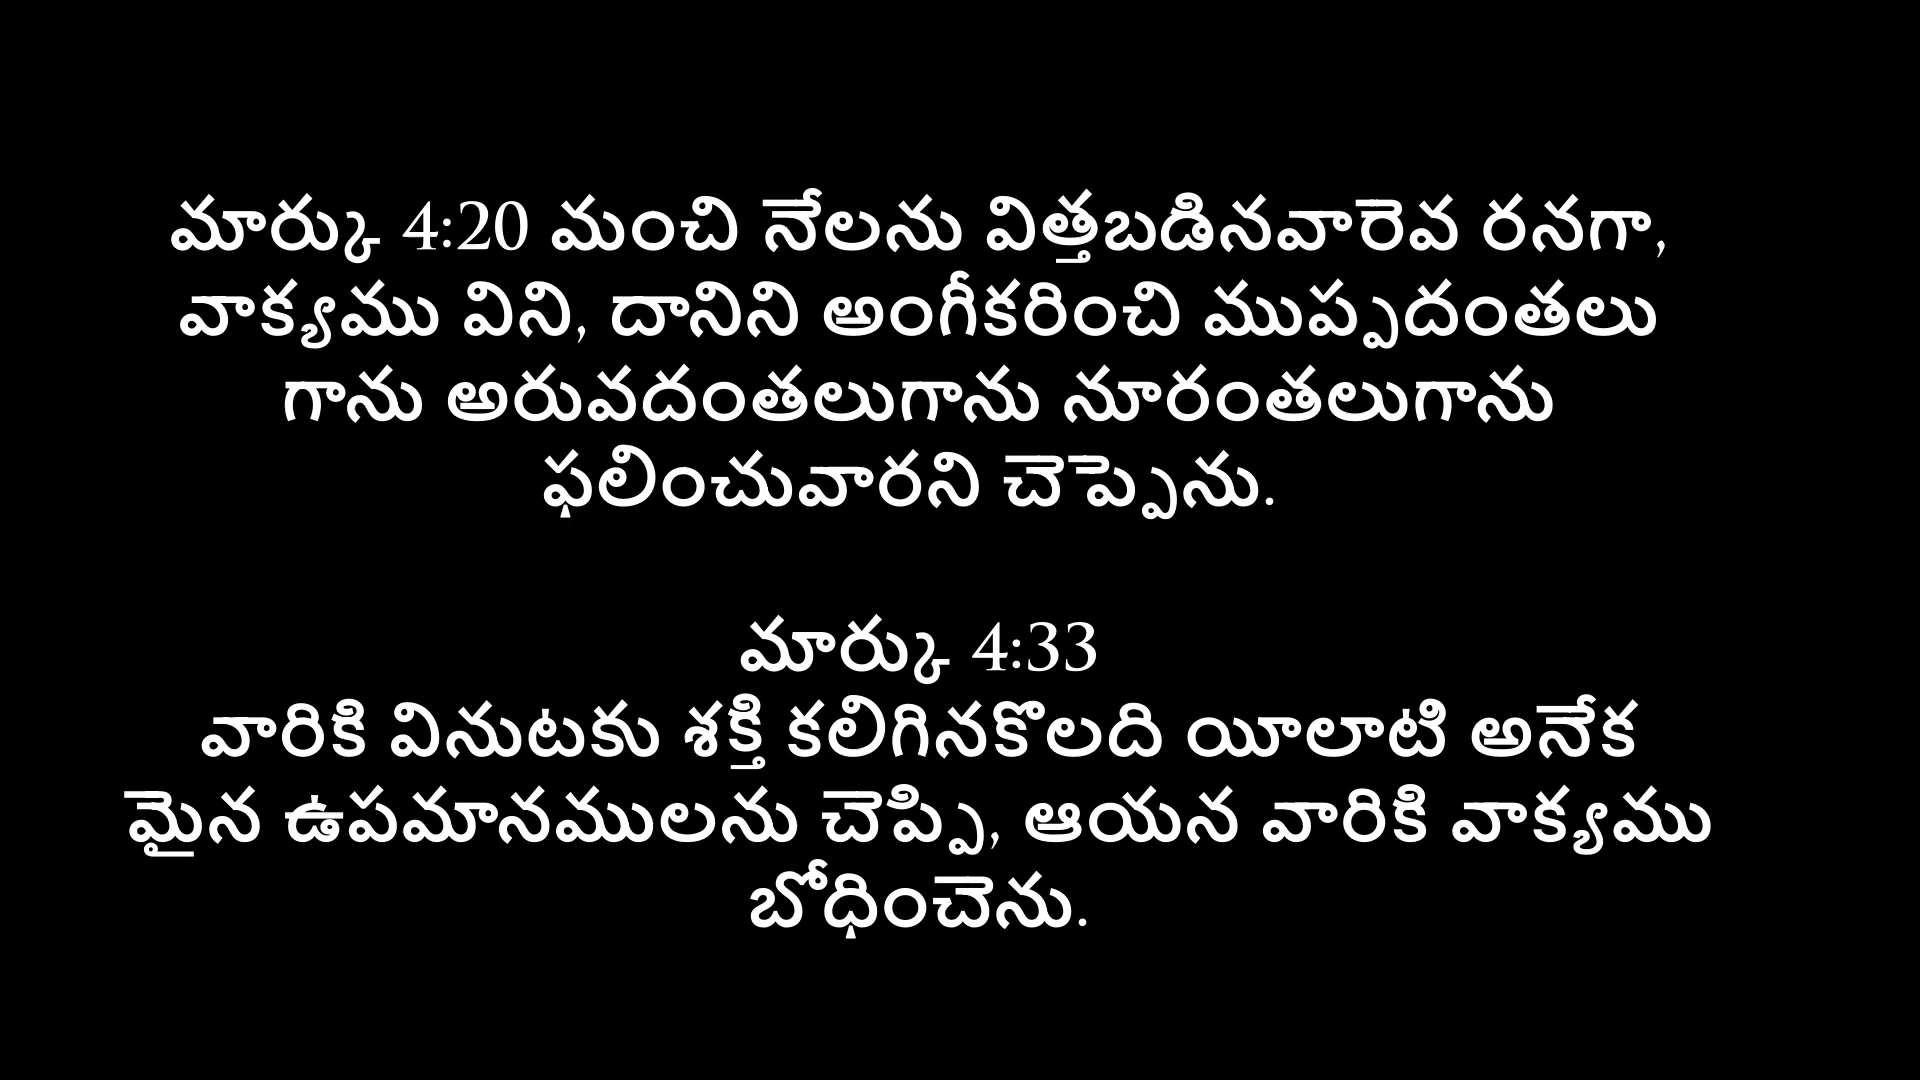 మార్కు 4:20 మంచి నేలను విత్తబడినవారెవ రనగా,
వాక్యము విని, దానిని అంగీకరించి ముప్పదంతలు
గాను అరువదంతలుగాను నూరంతలుగాను
ఫలించువారని చెప్పెను.
మార్కు 4:33
వారికి వినుటకు శక్తి కలిగినకొలది యీలాటి అనేక
మైన ఉపమానములను చెప్పి, ఆయన వారికి వాక్యము
బోధించెను.